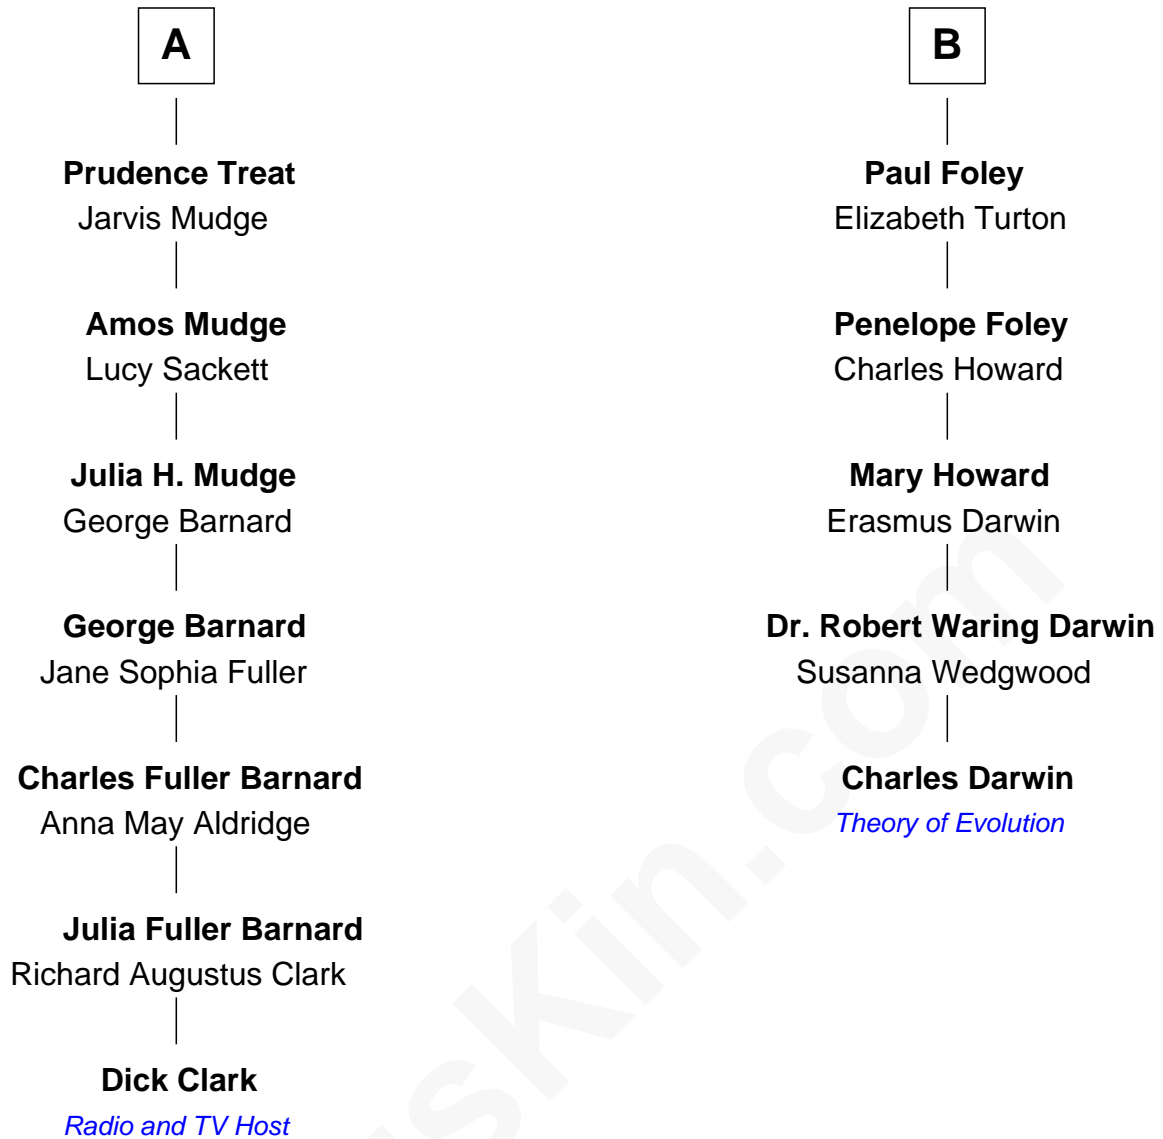 A
Prudence Treat
Jarvis Mudge
Amos Mudge
Lucy Sackett
Julia H. Mudge
George Barnard
George Barnard
Jane Sophia Fuller
Charles Fuller Barnard
Anna May Aldridge
Julia Fuller Barnard
Richard Augustus Clark
Dick Clark
Radio and TV Host
B
Paul Foley
Elizabeth Turton
Penelope Foley
Charles Howard
Mary Howard
Erasmus Darwin
Dr. Robert Waring Darwin
Susanna Wedgwood
Charles Darwin
Theory of Evolution
sKin.com